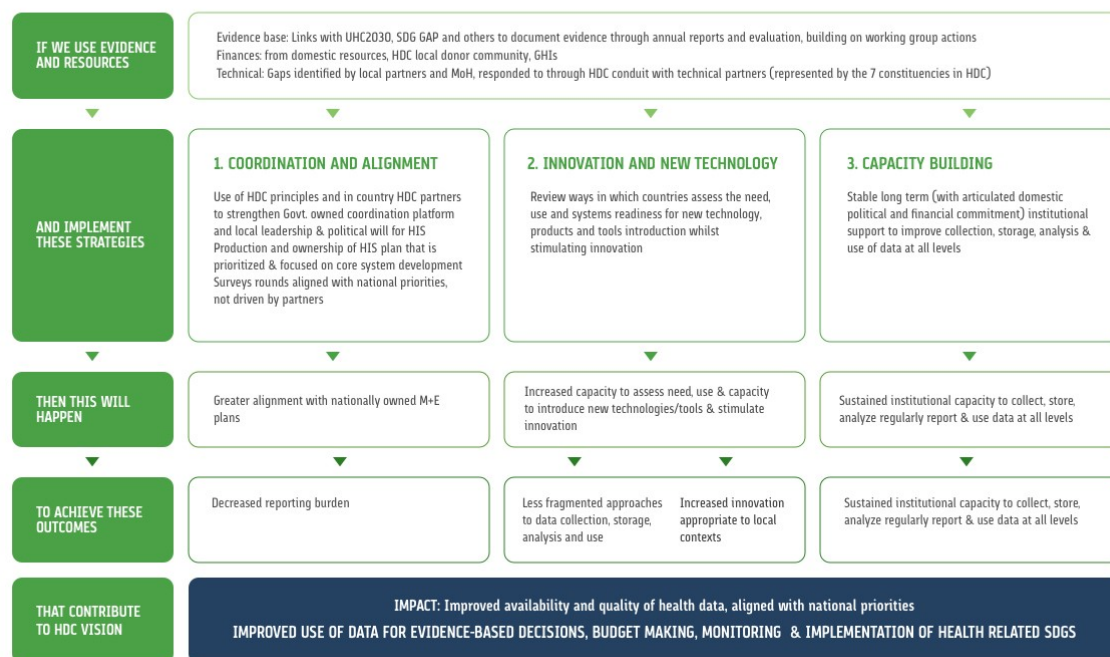 IF WE USE EVIDENCE
AND RESOURCES
Evidence base: Links with UHC2030, SDG GAP and others to document evidence through annual reports and evaluation, building on working group actions
Finances: from domestic resources, HDC local donor community, GHIs
Technical: Gaps identified by local partners and MoH, responded to through HDC conduit with technical partners (represented by the 7 constituencies in HDC)
AND IMPLEMENT
THESE STRATEGIES
1. COORDINATION AND ALIGNMENT
Use of HDC principles and in country HDC partners
to strengthen Govt. owned coordination platform
and local leadership & political will for HIS
Production and ownership of HIS plan that is
prioritized & focused on core system development
Surveys rounds aligned with national priorities,
not driven by partners
2. INNOVATION AND NEW TECHNOLOGY
Review ways in which countries assess the need,
use and systems readiness for new technology,
products and tools introduction whilst
stimulating innovation
3. CAPACITY BUILDING
Stable long term (with articulated domestic
political and financial commitment) institutional
support to improve collection, storage, analysis &
use of data at all levels
THEN THIS WILL
HAPPEN
Greater alignment with nationally owned M+E
plans
Increased capacity to assess need, use & capacity
to introduce new technologies/tools & stimulate
innovation
Sustained institutional capacity to collect, store,
analyze regularly report & use data at all levels
TO ACHIEVE THESE
OUTCOMES
Decreased reporting burden
Less fragmented approaches
to data collection, storage,
analysis and use
Increased innovation
appropriate to local
contexts
Sustained institutional capacity to collect, store,
analyze regularly report & use data at all levels
THAT CONTRIBUTE
TO HDC VISION
IMPACT: Improved availability and quality of health data, aligned with national priorities
IMPROVED USE OF DATA FOR EVIDENCE-BASED DECISIONS, BUDGET MAKING, MONITORING & IMPLEMENTATION OF HEALTH RELATED SDGS